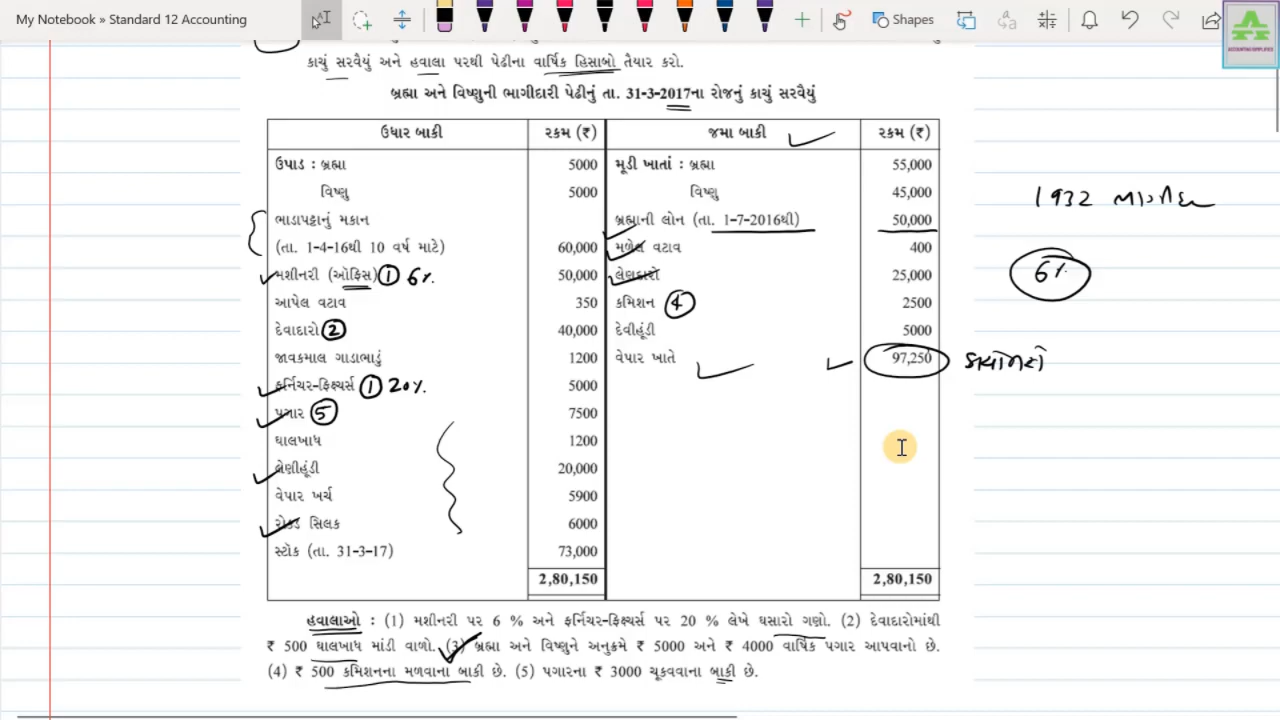 My Notebook » Standard 12 Accounting
Shapes
ACCOUNTING SIMPLIFIED
કાચું સરવૈયું અને હવાલા પરથી પેઢીના વાર્ષિક હિસાબો તૈયાર કરો.
બ્રહ્મા અને વિષ્ણુની ભાગીદારી પેઢીનું તા. 31-3-2017ના રોજનું કાચું સરવૈયું
ઉધાર બાકી રકમ (₹) જમા બાકી રકમ (₹)
ઉપાડ : બ્રહ્મા 5000 મૂડી ખાતાં : બ્રહ્મા 55,000
વિષ્ણુ 5000 વિષ્ણુ 45,000 1932
ભાડાપટ્ટાનું મકાન બ્રહ્માની લોન (તા. 1-7-2016થી) 50,000
(તા. 1-4-16થી 10 વર્ષ માટે) 60,000 મળેલ વટાવ 400
મશીનરી (ઑફિસ) 1 6% 50,000 લેણદારો 25,000 6%
આપેલ વટાવ 350 કમિશન 4 2500
દેવાદારો 2 40,000 દેવીહૂંડી 5000
જાવકમાલ ગાડાભાડું 1200 વેપાર ખાતે 97,250
ફર્નિચર-ફિક્ચર્સ 1 20% 5000
પગાર 5 7500
ઘાલખાધ 1200
લેણીહૂંડી 20,000
વેપાર ખર્ચ 5900
રોકડ સિલક 6000
સ્ટૉક (તા. 31-3-17) 73,000
2,80,150 2,80,150
હવાલાઓ : (1) મશીનરી પર 6 % અને ફર્નિચર-ફિક્ચર્સ પર 20 % લેખે ઘસારો ગણો. (2) દેવાદારોમાંથી
₹ 500 ઘાલખાધ માંડી વાળો. (3) બ્રહ્મા અને વિષ્ણુને અનુક્રમે ₹ 5000 અને ₹ 4000 વાર્ષિક પગાર આપવાનો છે.
(4) ₹ 500 કમિશનના મળવાના બાકી છે. (5) પગારના ₹ 3000 ચૂકવવાના બાકી છે.